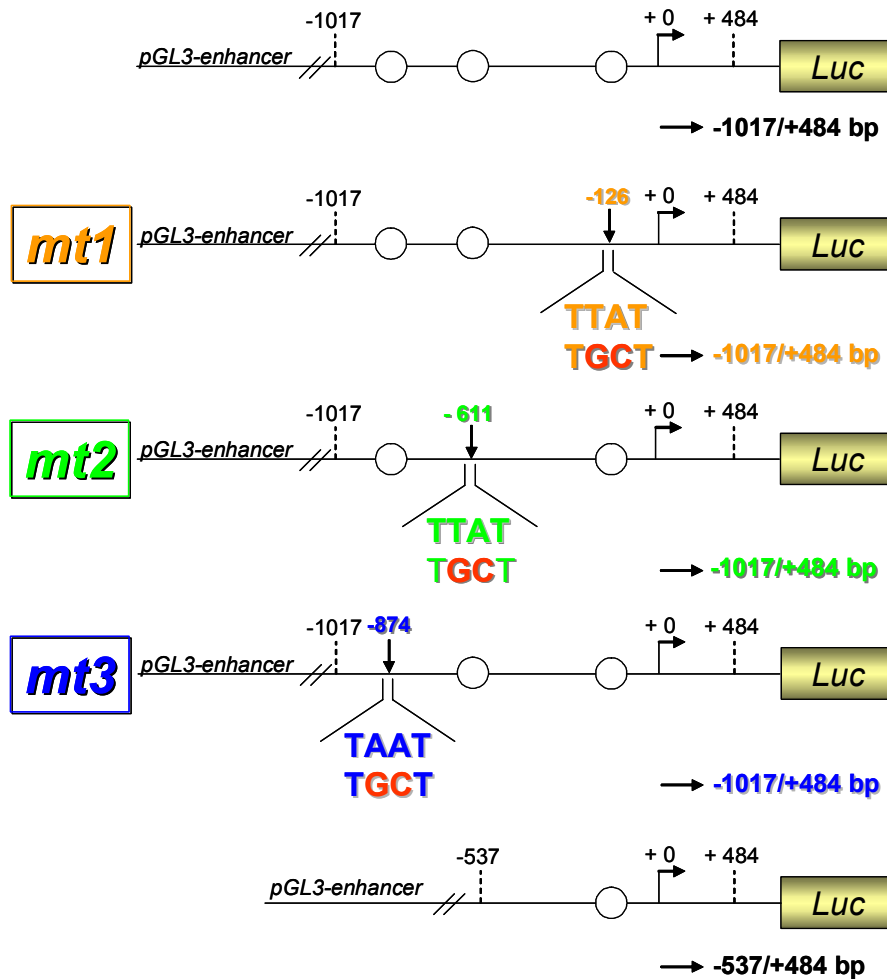 -1017 + 0 + 484
pGL3-enhancer Luc
-1017/+484 bp
mt1
-1017 -126 + 0 + 484
pGL3-enhancer Luc
TTAT
TGCT -1017/+484 bp
mt2
-1017 - 611 + 0 + 484
pGL3-enhancer Luc
TTAT
TGCT
-1017/+484 bp
mt3
-1017 -874 + 0 + 484
pGL3-enhancer Luc
TAAT
TGCT
-1017/+484 bp
-537 + 0 + 484
pGL3-enhancer Luc
-537/+484 bp